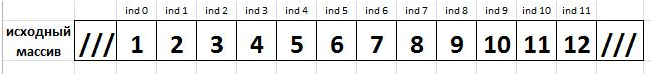 ind 0 ind 1 ind 2 ind 3 ind 4 ind 5 ind 6 ind 7 ind 8 ind 9 ind 10 ind 11
исходный
массив
/// 1 2 3 4 5 6 7 8 9 10 11 12 ///